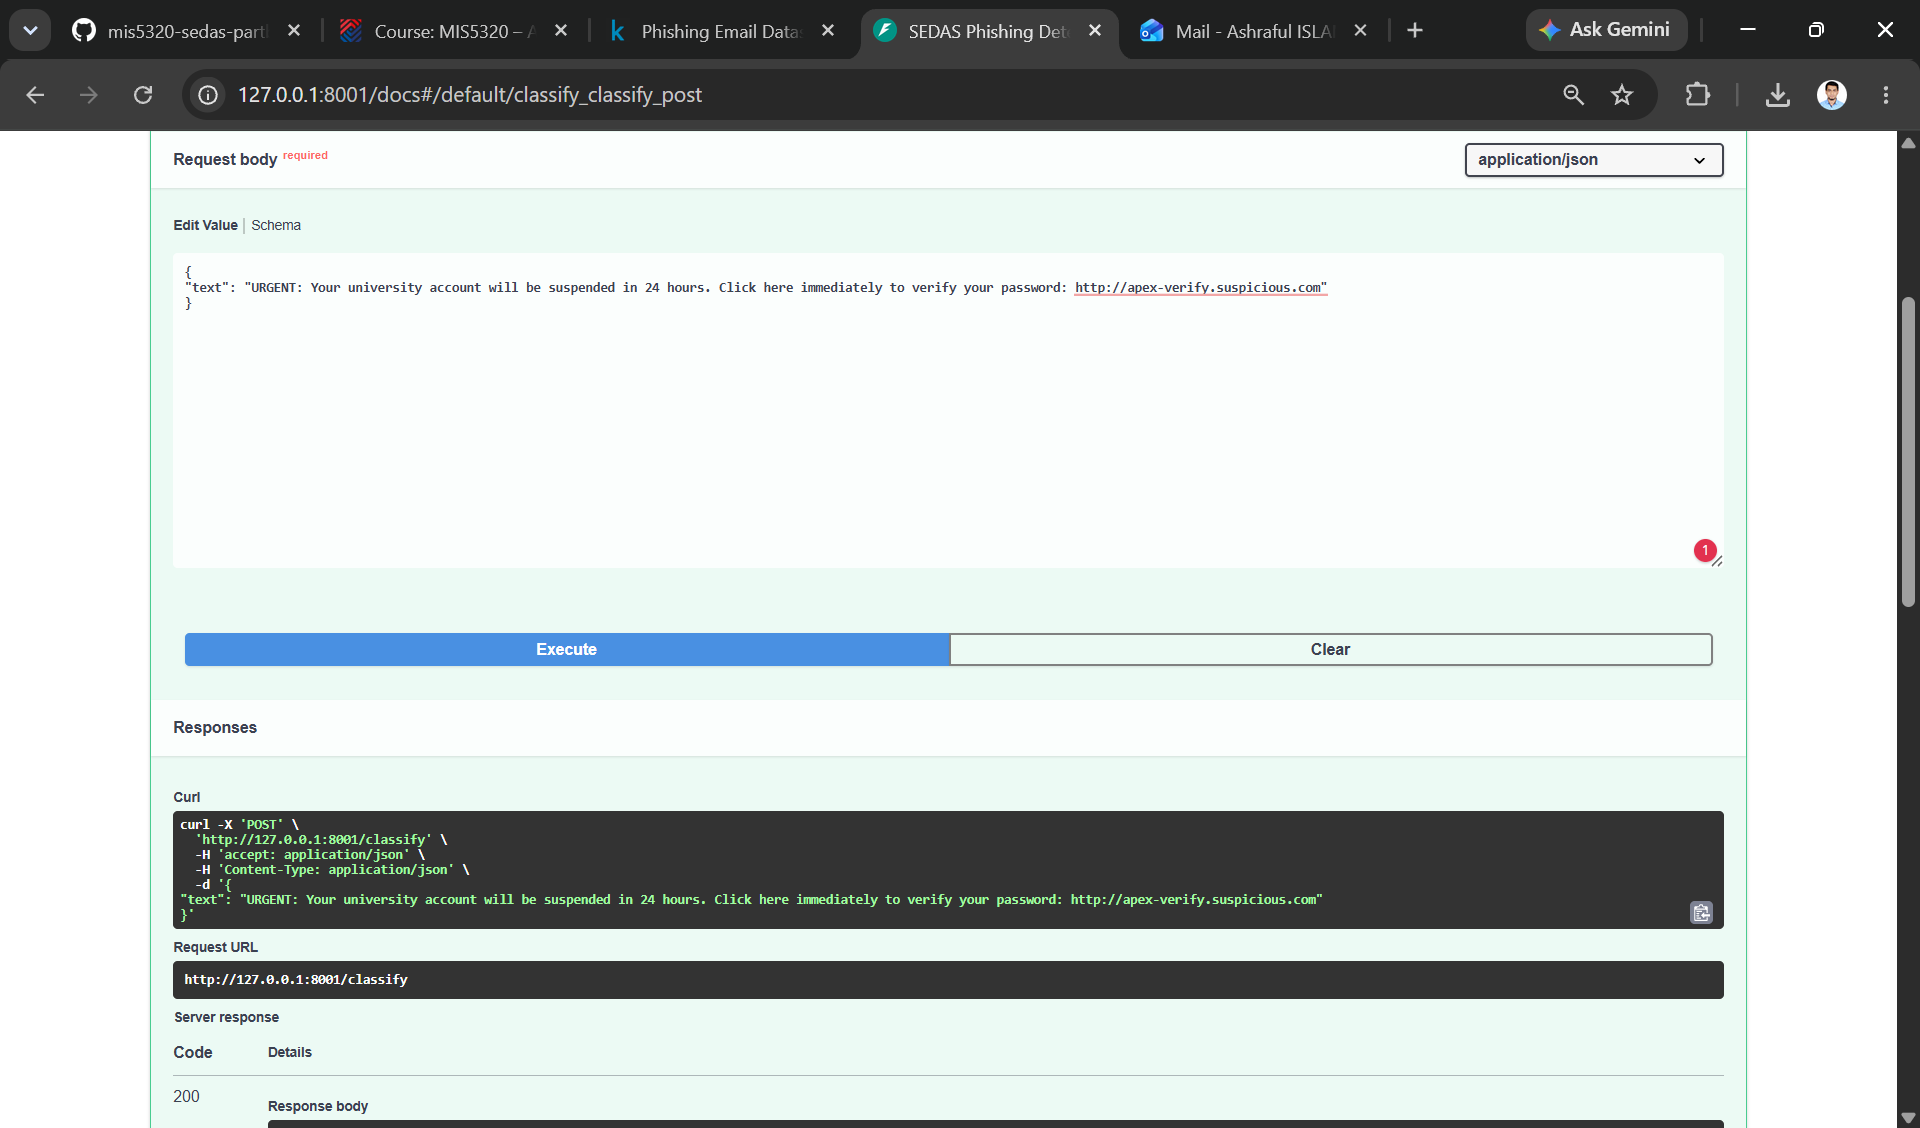 mis5320-sedas-part
Course: MIS5320 – A
Phishing Email Data
SEDAS Phishing Det
Mail - Ashraful ISLA
Ask Gemini
127.0.0.1:8001/docs#/default/classify_classify_post
Request body required
application/json
Edit Value | Schema
{
"text": "URGENT: Your university account will be suspended in 24 hours. Click here immediately to verify your password: http://apex-verify.suspicious.com"
}
1
Execute
Clear
Responses
Curl
curl -X 'POST' \
'http://127.0.0.1:8001/classify' \
-H 'accept: application/json' \
-H 'Content-Type: application/json' \
-d '{
"text": "URGENT: Your university account will be suspended in 24 hours. Click here immediately to verify your password: http://apex-verify.suspicious.com"
}'
Request URL
http://127.0.0.1:8001/classify
Server response
Code Details
200
Response body